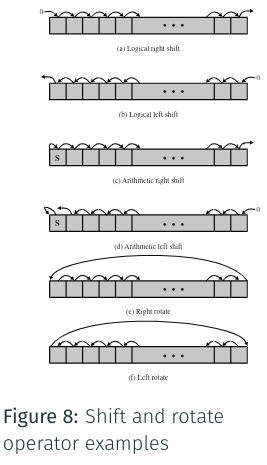 0
• • •
(a) Logical right shift
0
• • •
(b) Logical left shift
S
• • •
(c) Arithmetic right shift
0
S
• • •
(d) Arithmetic left shift
• • •
(e) Right rotate
• • •
(f) Left rotate
Figure 8: Shift and rotate
operator examples